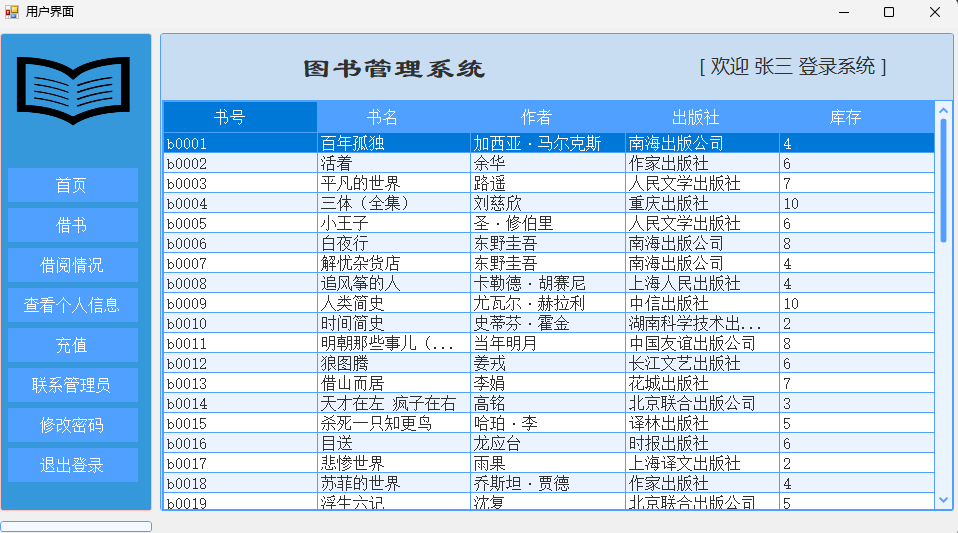 用户界面
图书管理系统
[ 欢迎 张三 登录系统 ]
首页
借书
借阅情况
查看个人信息
充值
联系管理员
修改密码
退出登录
书号 书名 作者 出版社 库存
b0001 百年孤独 加西亚·马尔克斯 南海出版公司 4
b0002 活着 余华 作家出版社 6
b0003 平凡的世界 路遥 人民文学出版社 7
b0004 三体（全集） 刘慈欣 重庆出版社 10
b0005 小王子 圣·修伯里 人民文学出版社 6
b0006 白夜行 东野圭吾 南海出版公司 8
b0007 解忧杂货店 东野圭吾 南海出版公司 4
b0008 追风筝的人 卡勒德·胡赛尼 上海人民出版社 4
b0009 人类简史 尤瓦尔·赫拉利 中信出版社 10
b0010 时间简史 史蒂芬·霍金 湖南科学技术出... 2
b0011 明朝那些事儿（... 当年明月 中国友谊出版公司 8
b0012 狼图腾 姜戎 长江文艺出版社 6
b0013 借山而居 李娟 花城出版社 7
b0014 天才在左 疯子在右 高铭 北京联合出版公司 3
b0015 杀死一只知更鸟 哈珀·李 译林出版社 5
b0016 目送 龙应台 时报出版社 6
b0017 悲惨世界 雨果 上海译文出版社 2
b0018 苏菲的世界 乔斯坦·贾德 作家出版社 4
b0019 浮生六记 沈复 北京联合出版公司 5